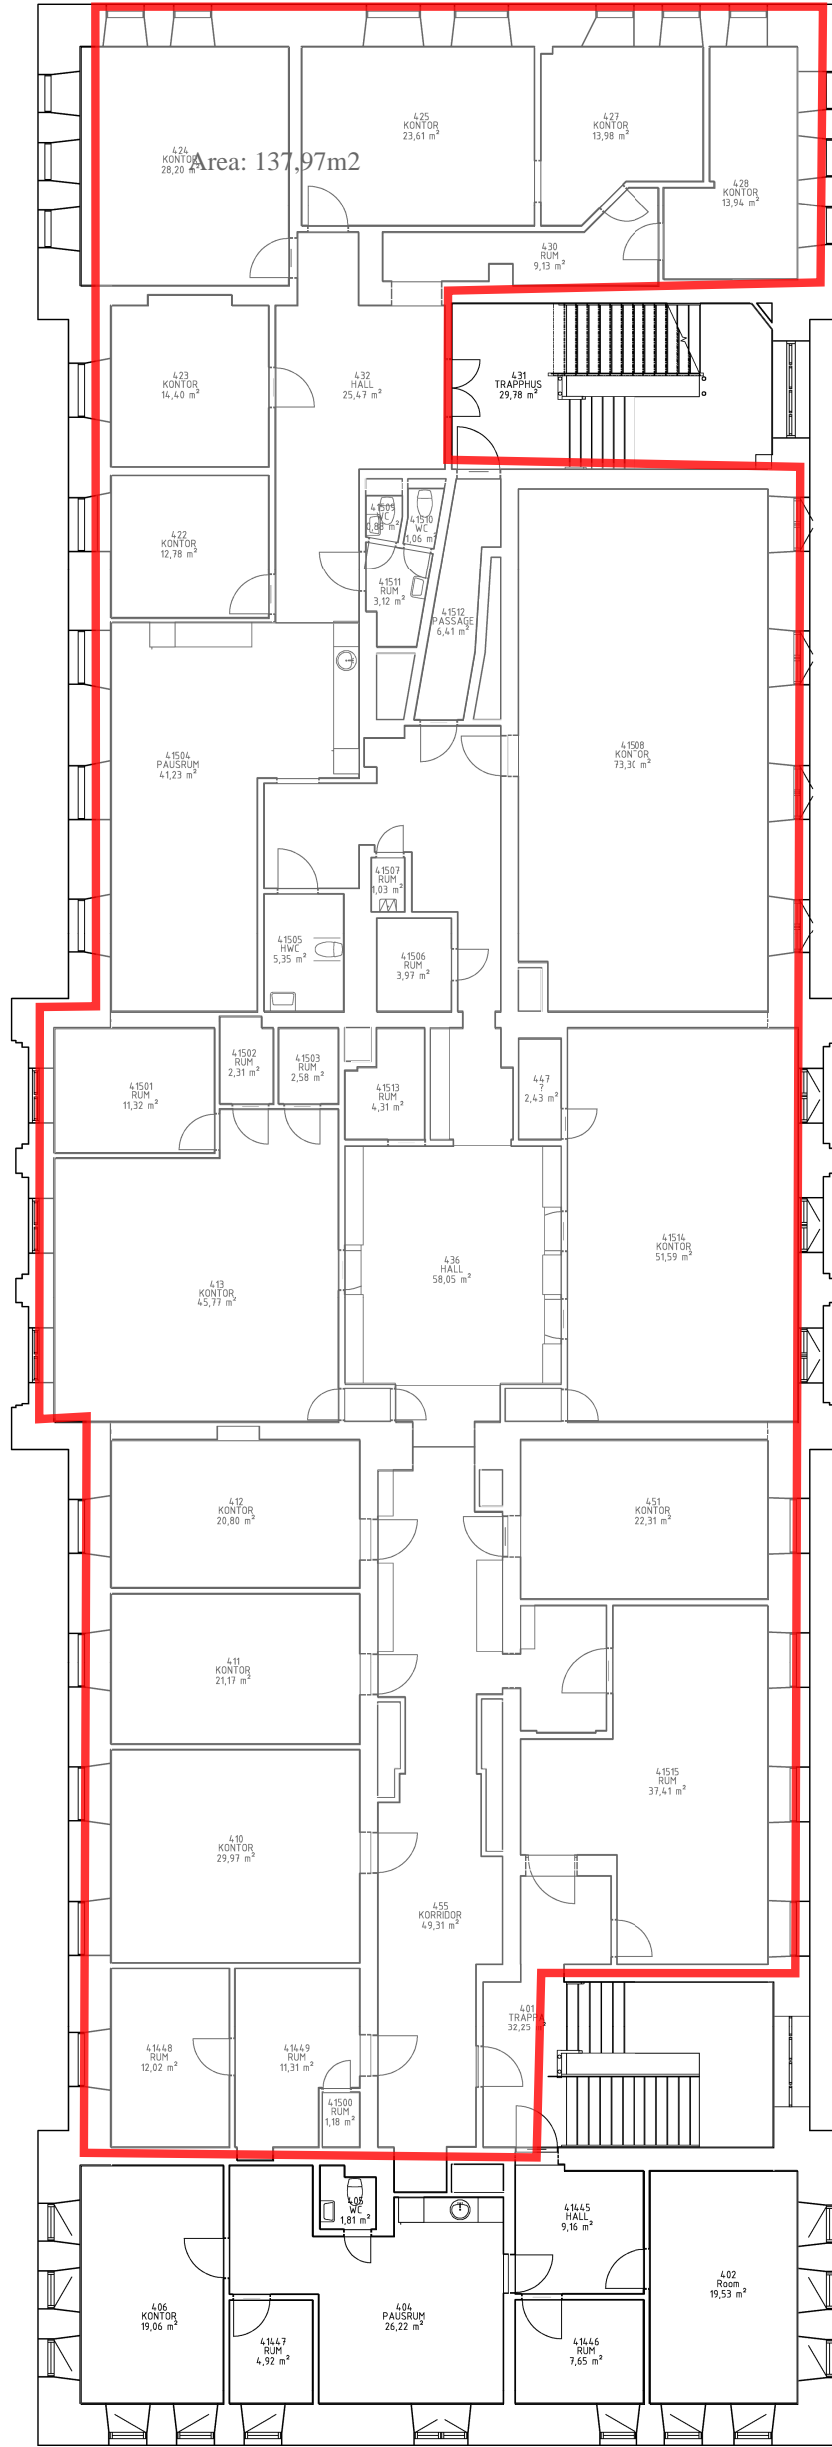 425
KONTOR
23,61 m²
427
KONTOR
13,98 m²
424
KONTOR
28,20 m²
Area: 137,97m2
428
KONTOR
13,94 m²
430
RUM
9,13 m²
423
KONTOR
14,40 m²
432
HALL
25,47 m²
431
TRAPPHUS
29,78 m²
41509
WC
0,88 m²
41510
WC
1,06 m²
422
KONTOR
12,78 m²
41511
RUM
3,12 m²
41512
PASSAGE
6,41 m²
41504
PAUSRUM
41,23 m²
41508
KONTOR
73,30 m²
41507
RUM
1,03 m²
41505
HWC
5,35 m²
41506
RUM
3,97 m²
41501
RUM
11,32 m²
41502
RUM
2,31 m²
41503
RUM
2,58 m²
41513
RUM
4,31 m²
447
?
2,43 m²
413
KONTOR
45,77 m²
436
HALL
58,05 m²
41514
KONTOR
51,59 m²
412
KONTOR
20,80 m²
451
KONTOR
22,31 m²
411
KONTOR
21,17 m²
41515
RUM
37,41 m²
410
KONTOR
29,97 m²
455
KORRIDOR
49,31 m²
401
TRAPPA
32,25 m²
41448
RUM
12,02 m²
41449
RUM
11,31 m²
41500
RUM
1,18 m²
405
WC
1,81 m²
41445
HALL
9,16 m²
402
Room
19,53 m²
406
KONTOR
19,06 m²
404
PAUSRUM
26,22 m²
41447
RUM
4,92 m²
41446
RUM
7,65 m²